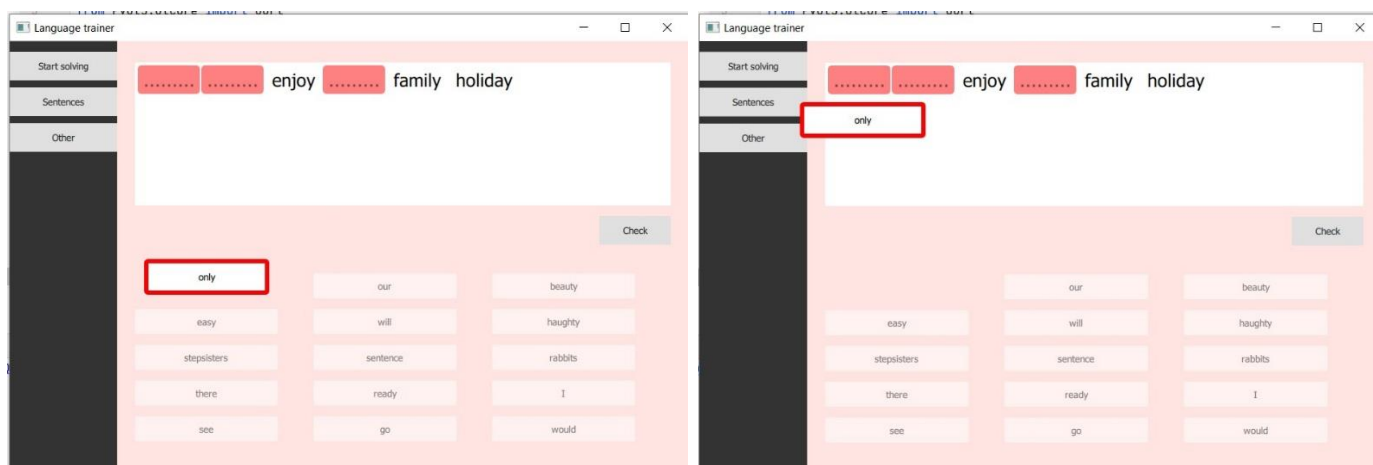 Language trainer
Start solving
Sentences
Other
......... ......... enjoy ......... family holiday
Check
only our beauty
easy will haughty
stepsisters sentence rabbits
there ready I
see go would
Language trainer
Start solving
Sentences
Other
......... ......... enjoy ......... family holiday
only
Check
our beauty
easy will haughty
stepsisters sentence rabbits
there ready I
see go would